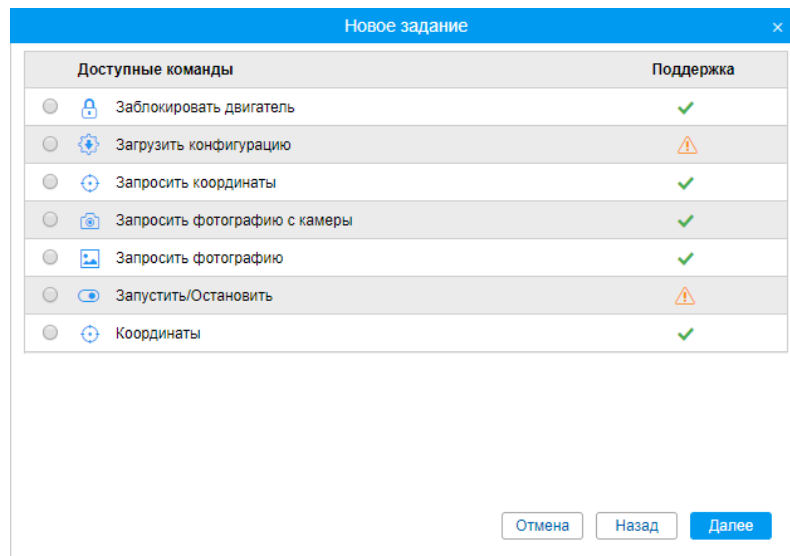 Новое задание
Доступные команды Поддержка
Заблокировать двигатель
Загрузить конфигурацию
Запросить координаты
Запросить фотографию с камеры
Запросить фотографию
Запустить/Остановить
Координаты
Отмена Назад Далее